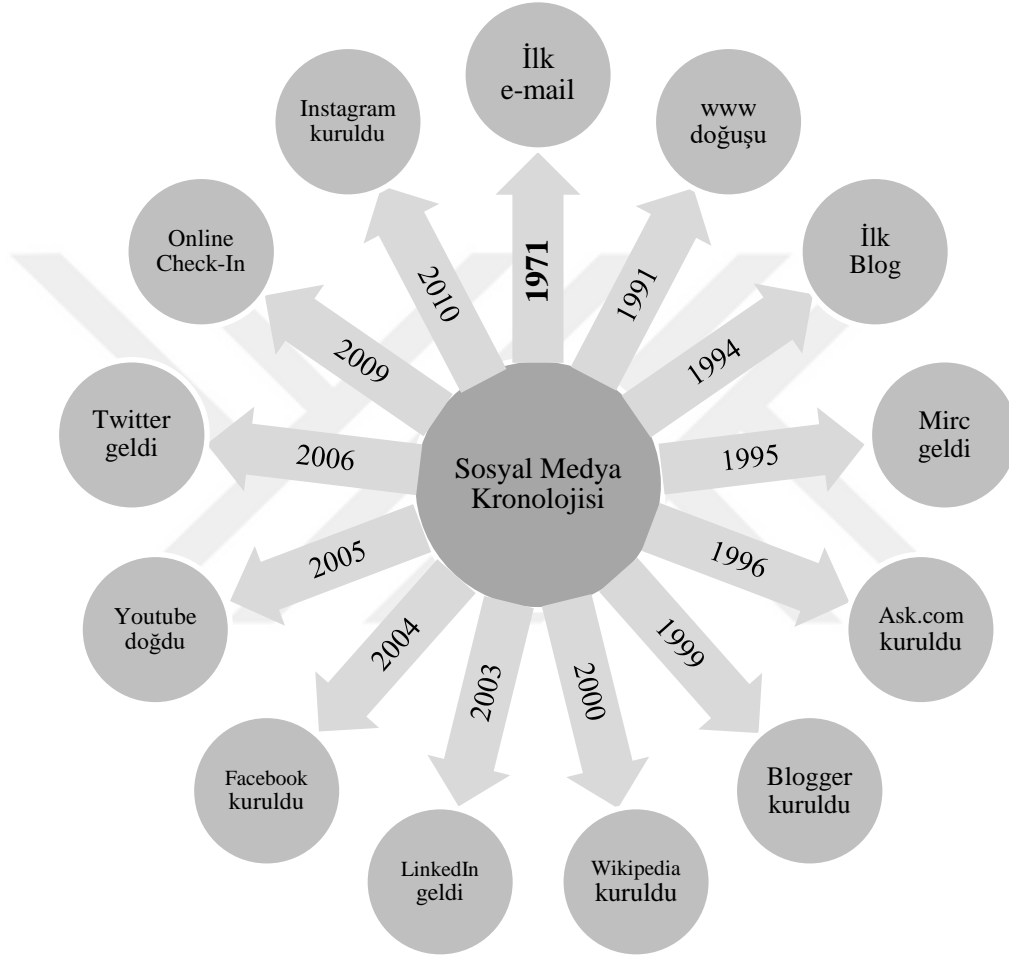 Sosyal Medya
Kronolojisi
1971
İlk
e-mail
1991
www
doğuşu
1994
İlk
Blog
1995
Mirc
geldi
1996
Ask.com
kuruldu
1999
Blogger
kuruldu
2000
Wikipedia
kuruldu
2003
LinkedIn
geldi
2004
Facebook
kuruldu
2005
Youtube
doğdu
2006
Twitter
geldi
2009
Online
Check-In
2010
Instagram
kuruldu